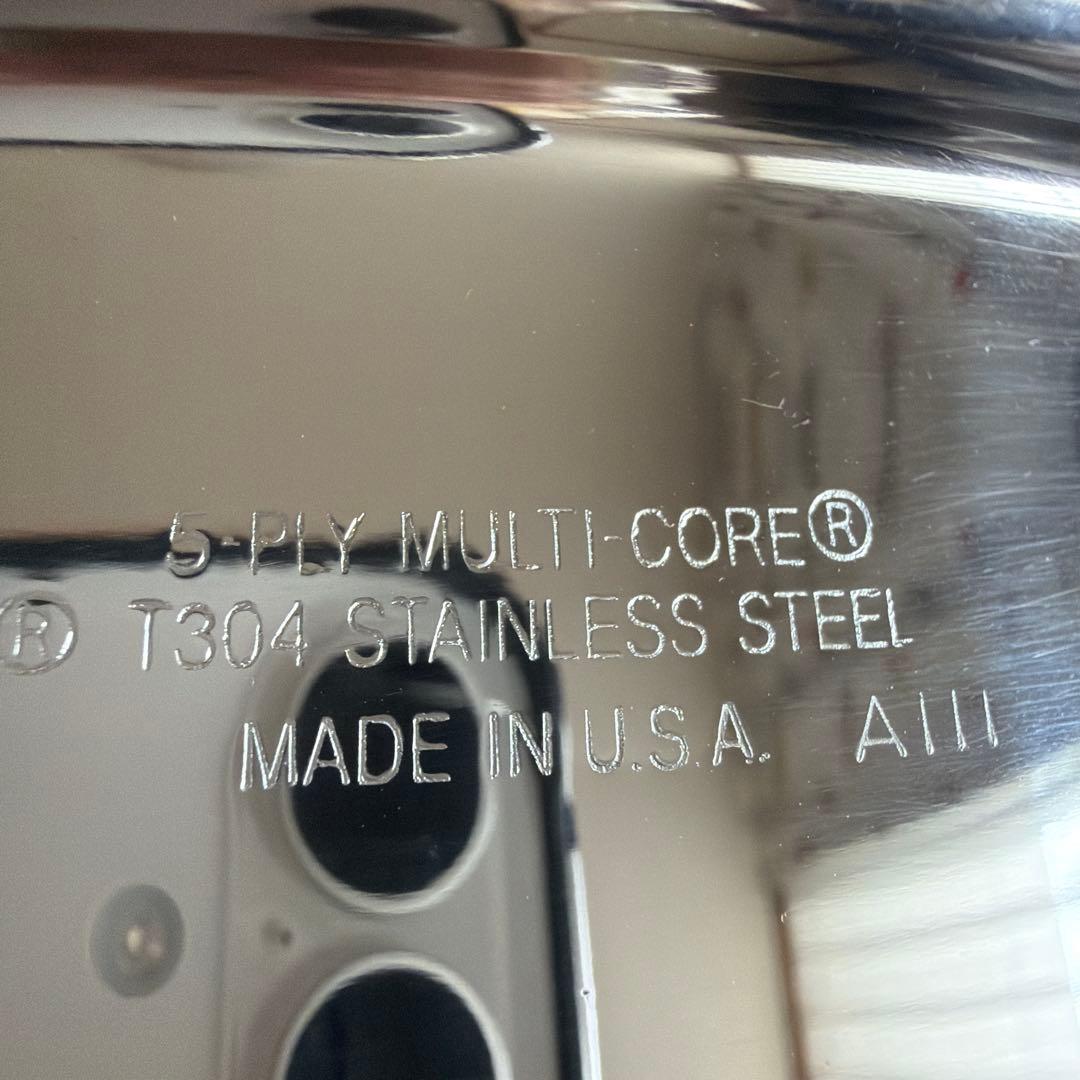 5-PLY MULTI-CORE®
® T304 STAINLESS STEEL
MADE IN U.S.A. A111